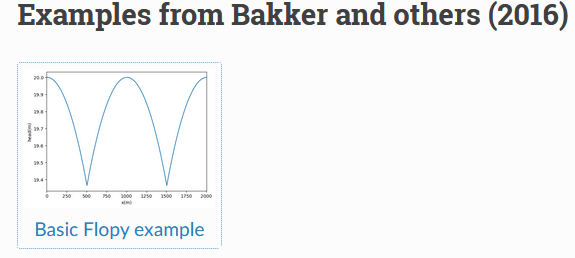 Examples from Bakker and others (2016)
20.0
19.9
19.8
19.7
19.6
19.5
19.4
head(m)
0 250 500 750 1000 1250 1500 1750 2000
x(m)
Basic Flopy example